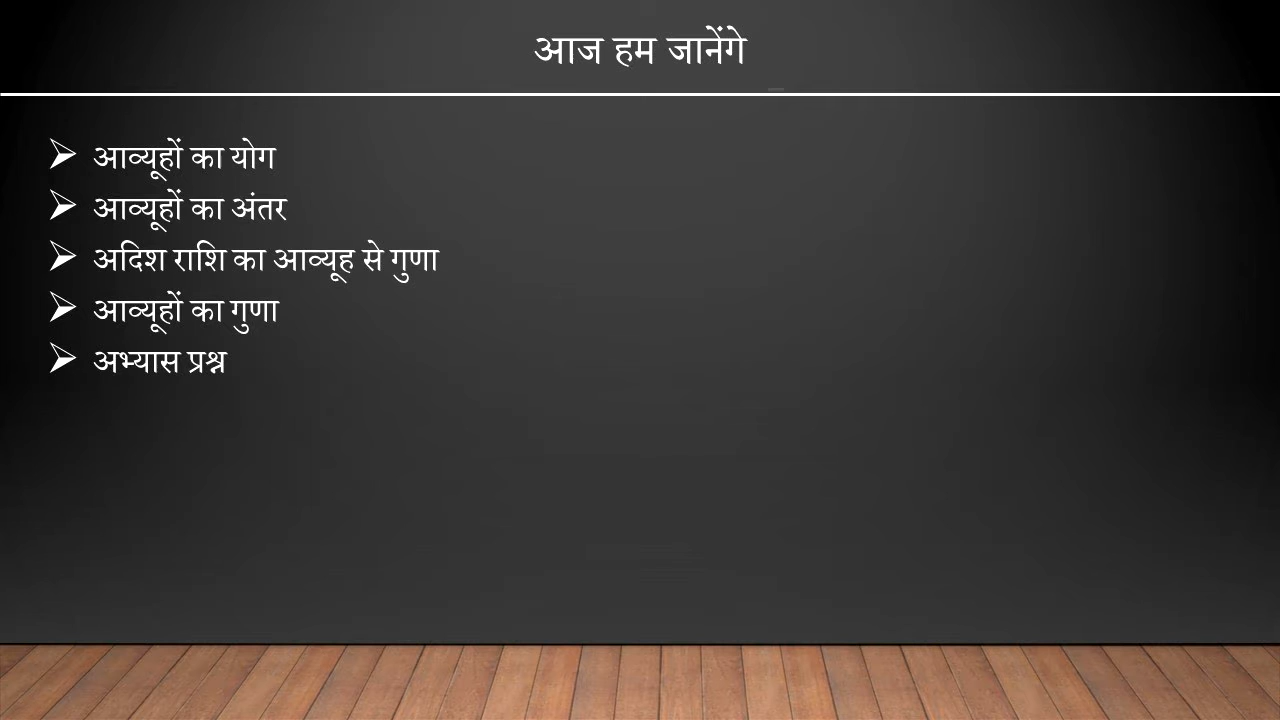 आज हम जानेंगे
आव्यूहों का योग
आव्यूहों का अंतर
अदिश राशि का आव्यूह से गुणा
आव्यूहों का गुणा
अभ्यास प्रश्न